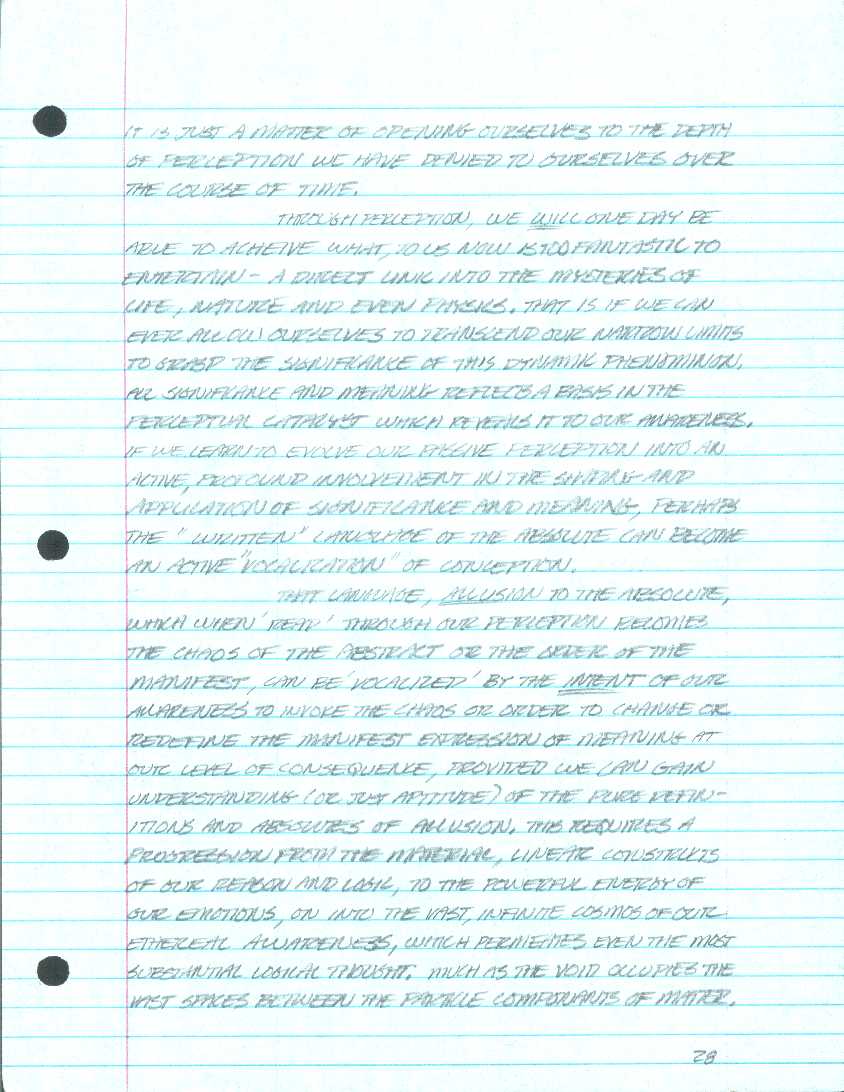 IT IS JUST A MATTER OF OPENING OURSELVES TO THE DEPTH
OF PERCEPTION WE HAVE DENIED TO OURSELVES OVER
THE COURSE OF TIME.
THROUGH PERCEPTION, WE WILL ONE DAY BE
ABLE TO ACHEIVE WHAT, TO US NOW IS TOO FANTASTIC TO
ENTERTAIN - A DIRECT LINK INTO THE MYSTERIES OF
LIFE, NATURE AND EVEN PHYSICS. THAT IS IF WE CAN
EVER ALLOW OURSELVES TO TRANSCEND OUR NARROW LIMITS
TO GRASP THE SIGNIFICANCE OF THIS DYNAMIC PHENOMINON.
ALL SIGNIFICANCE AND MEANING REFLECTS A BASIS IN THE
PERCEPTUAL CATALYST WHICH REVEALS IT TO OUR AWARENESS.
IF WE LEARN TO EVOLVE OUR PASSIVE PERCEPTION INTO AN
ACTIVE, PROFOUND INVOLVEMENT IN THE SHAPING AND
APPLICATION OF SIGNIFICANCE AND MEANING, PERHAPS
THE "WRITTEN" LANGUAGE OF THE ABSOLUTE CAN BECOME
AN ACTIVE "VOCALIZATION" OF CONCEPTION.
THAT LANGUAGE, ALLUSION TO THE ABSOLUTE,
WHICH WHEN 'READ' THROUGH OUR PERCEPTION BECOMES
THE CHAOS OF THE ABSTRACT OR THE ORDER OF THE
MANIFEST, CAN BE 'VOCALIZED' BY THE INTENT OF OUR
AWARENESS TO INVOKE THE CHAOS OR ORDER TO CHANGE OR
REDEFINE THE MANIFEST EXPRESSION OF MEANING AT
OUR LEVEL OF CONSEQUENCE, PROVIDED WE CAN GAIN
UNDERSTANDING (OR JUST APTITUDE) OF THE PURE DEFIN-
ITIONS AND ABSOLUTES OF ALLUSION. THIS REQUIRES A
PROGRESSION FROM THE MATERIAL, LINEAR CONSTRUCTS
OF OUR REASON AND LOGIC, TO THE POWERFUL ENERGY OF
OUR EMOTIONS, ON INTO THE VAST, INFINITE COSMOS OF OUR
ETHEREAL AWARENESS, WHICH PERMEATES EVEN THE MOST
SUBSTANTIAL LOGICAL THOUGHT. MUCH AS THE VOID OCCUPIES THE
VAST SPACES BETWEEN THE PARTICLE COMPONANTS OF MATTER.
28